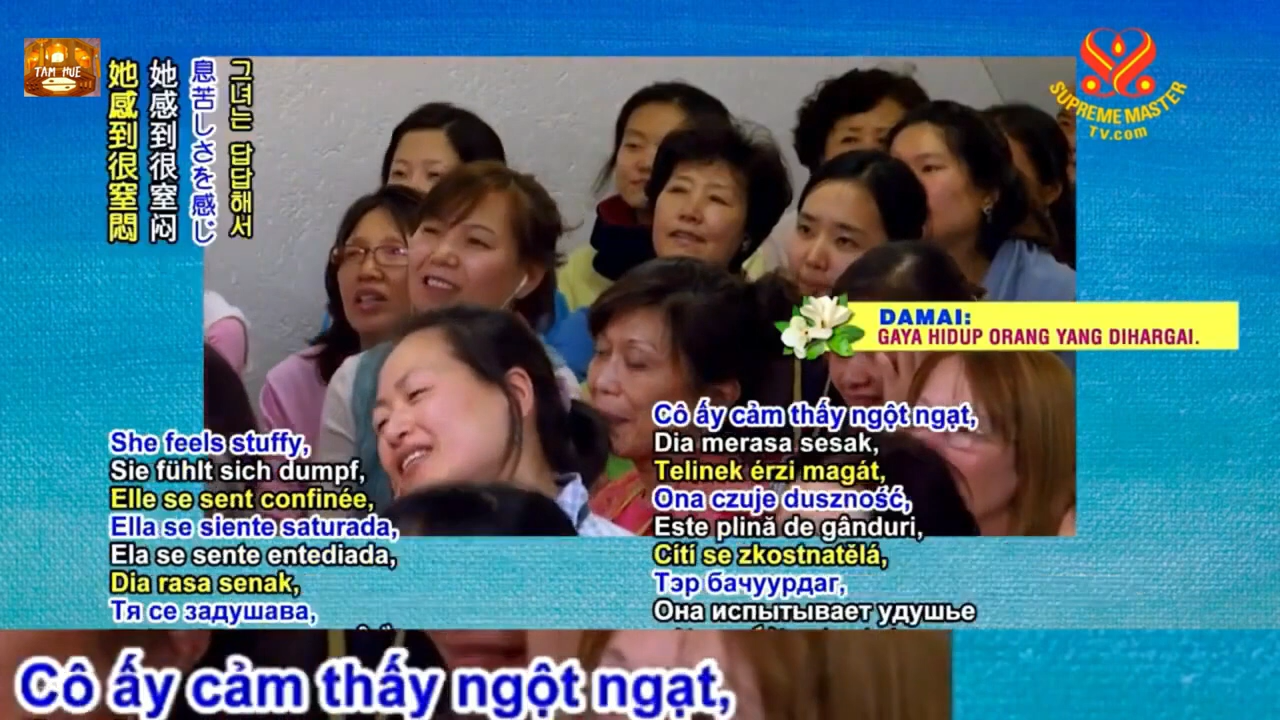 TAM HUE
她感到很窒悶
她感到很窒闷
息苦しさを感じ
그녀는 답답해서
SUPREME MASTER
TV.com
DAMAI:
GAYA HIDUP ORANG YANG DIHARGAI.
She feels stuffy,
Sie fühlt sich dumpf,
Elle se sent confinée,
Ella se siente saturada,
Ela se sente entediada,
Dia rasa senak,
Тя се задушава,
Cô ấy cảm thấy ngột ngạt,
Dia merasa sesak,
Telinek érzi magát,
Ona czuje duszność,
Este plină de gânduri,
Cítí se zkostnatělá,
Тэр бачуурдаг,
Она испытывает удушье
Cô ấy cảm thấy ngột ngạt,